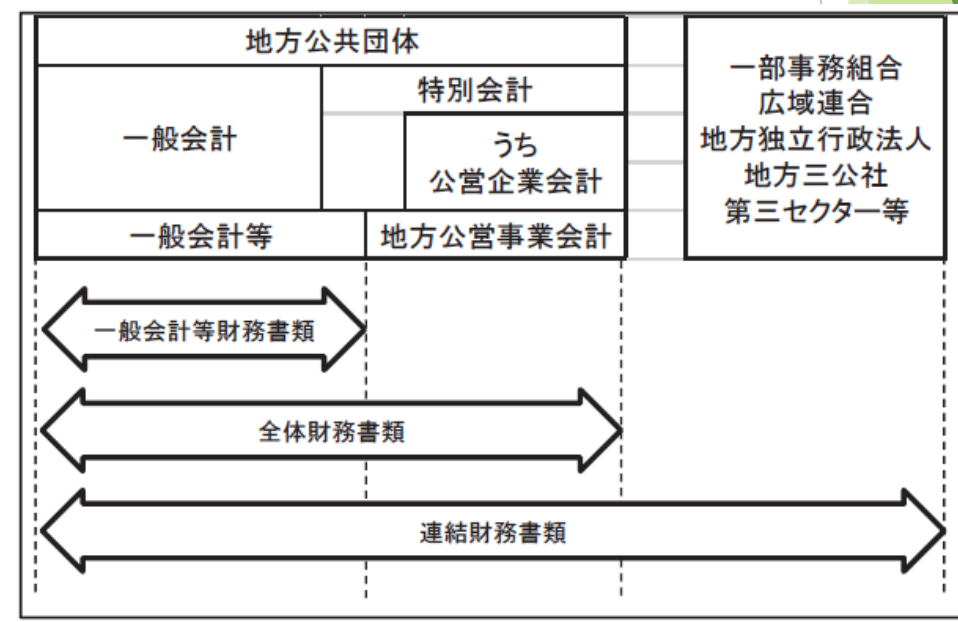 地方公共団体
一般会計
特別会計
うち
公営企業会計
一般会計等
地方公営事業会計
一部事務組合
広域連合
地方独立行政法人
地方三公社
第三セクター等
一般会計等財務書類
全体財務書類
連結財務書類